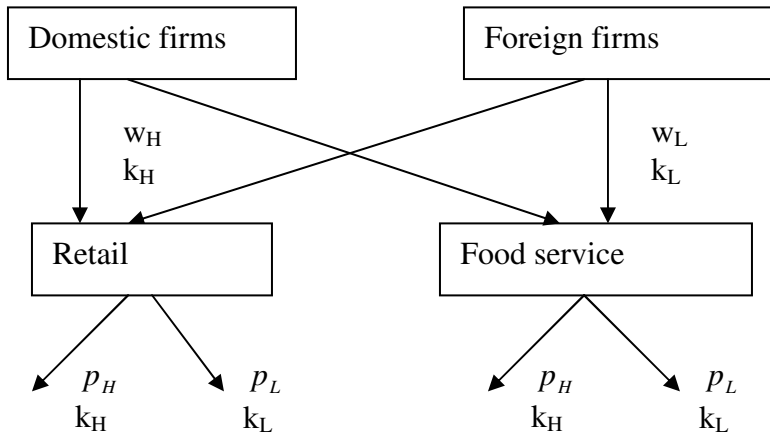 Domestic firms
Foreign firms
w_H
k_H
w_L
k_L
Retail
Food service
p_H
k_H
p_L
k_L
p_H
k_H
p_L
k_L